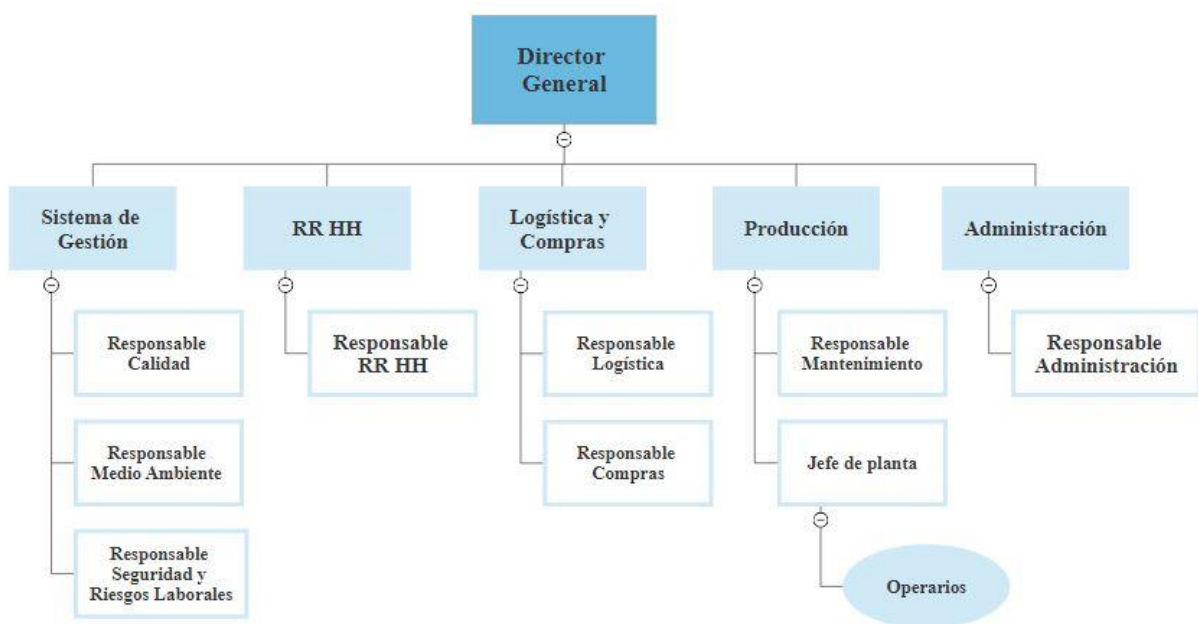 Director
General
Sistema de
Gestión
RR HH
Logística y
Compras
Producción
Administración
Responsable
Calidad
Responsable
RR HH
Responsable
Logística
Responsable
Mantenimiento
Responsable
Administración
Responsable
Medio Ambiente
Responsable
Compras
Jefe de planta
Responsable
Seguridad y
Riesgos Laborales
Operarios